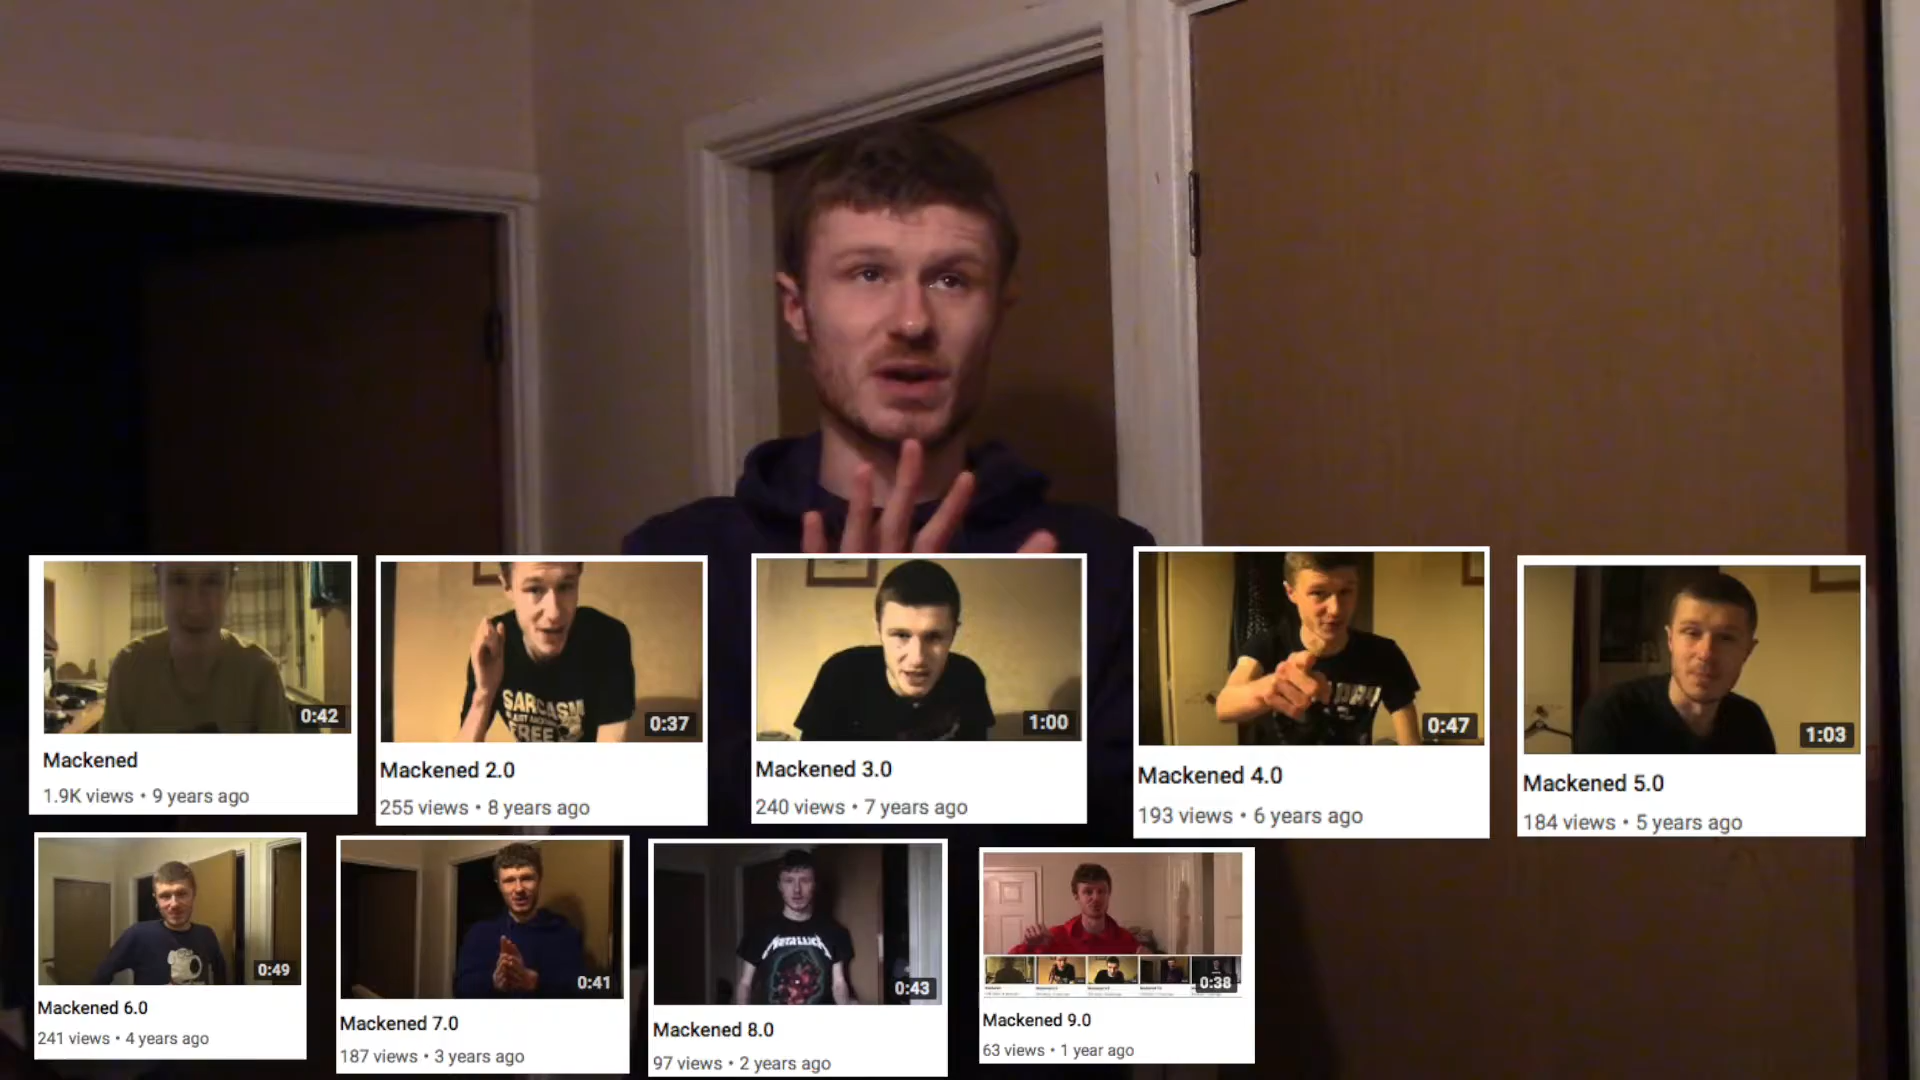 SARCASM
FREE
0:42
0:37
1:00
0:47
1:03
Mackened
1.9K views • 9 years ago
Mackened 2.0
255 views • 8 years ago
Mackened 3.0
240 views • 7 years ago
Mackened 4.0
193 views • 6 years ago
Mackened 5.0
184 views • 5 years ago
METALLICA
0:49
0:41
0:43
0:38
Mackened 6.0
241 views • 4 years ago
Mackened 7.0
187 views • 3 years ago
Mackened 8.0
97 views • 2 years ago
Mackened 9.0
63 views • 1 year ago